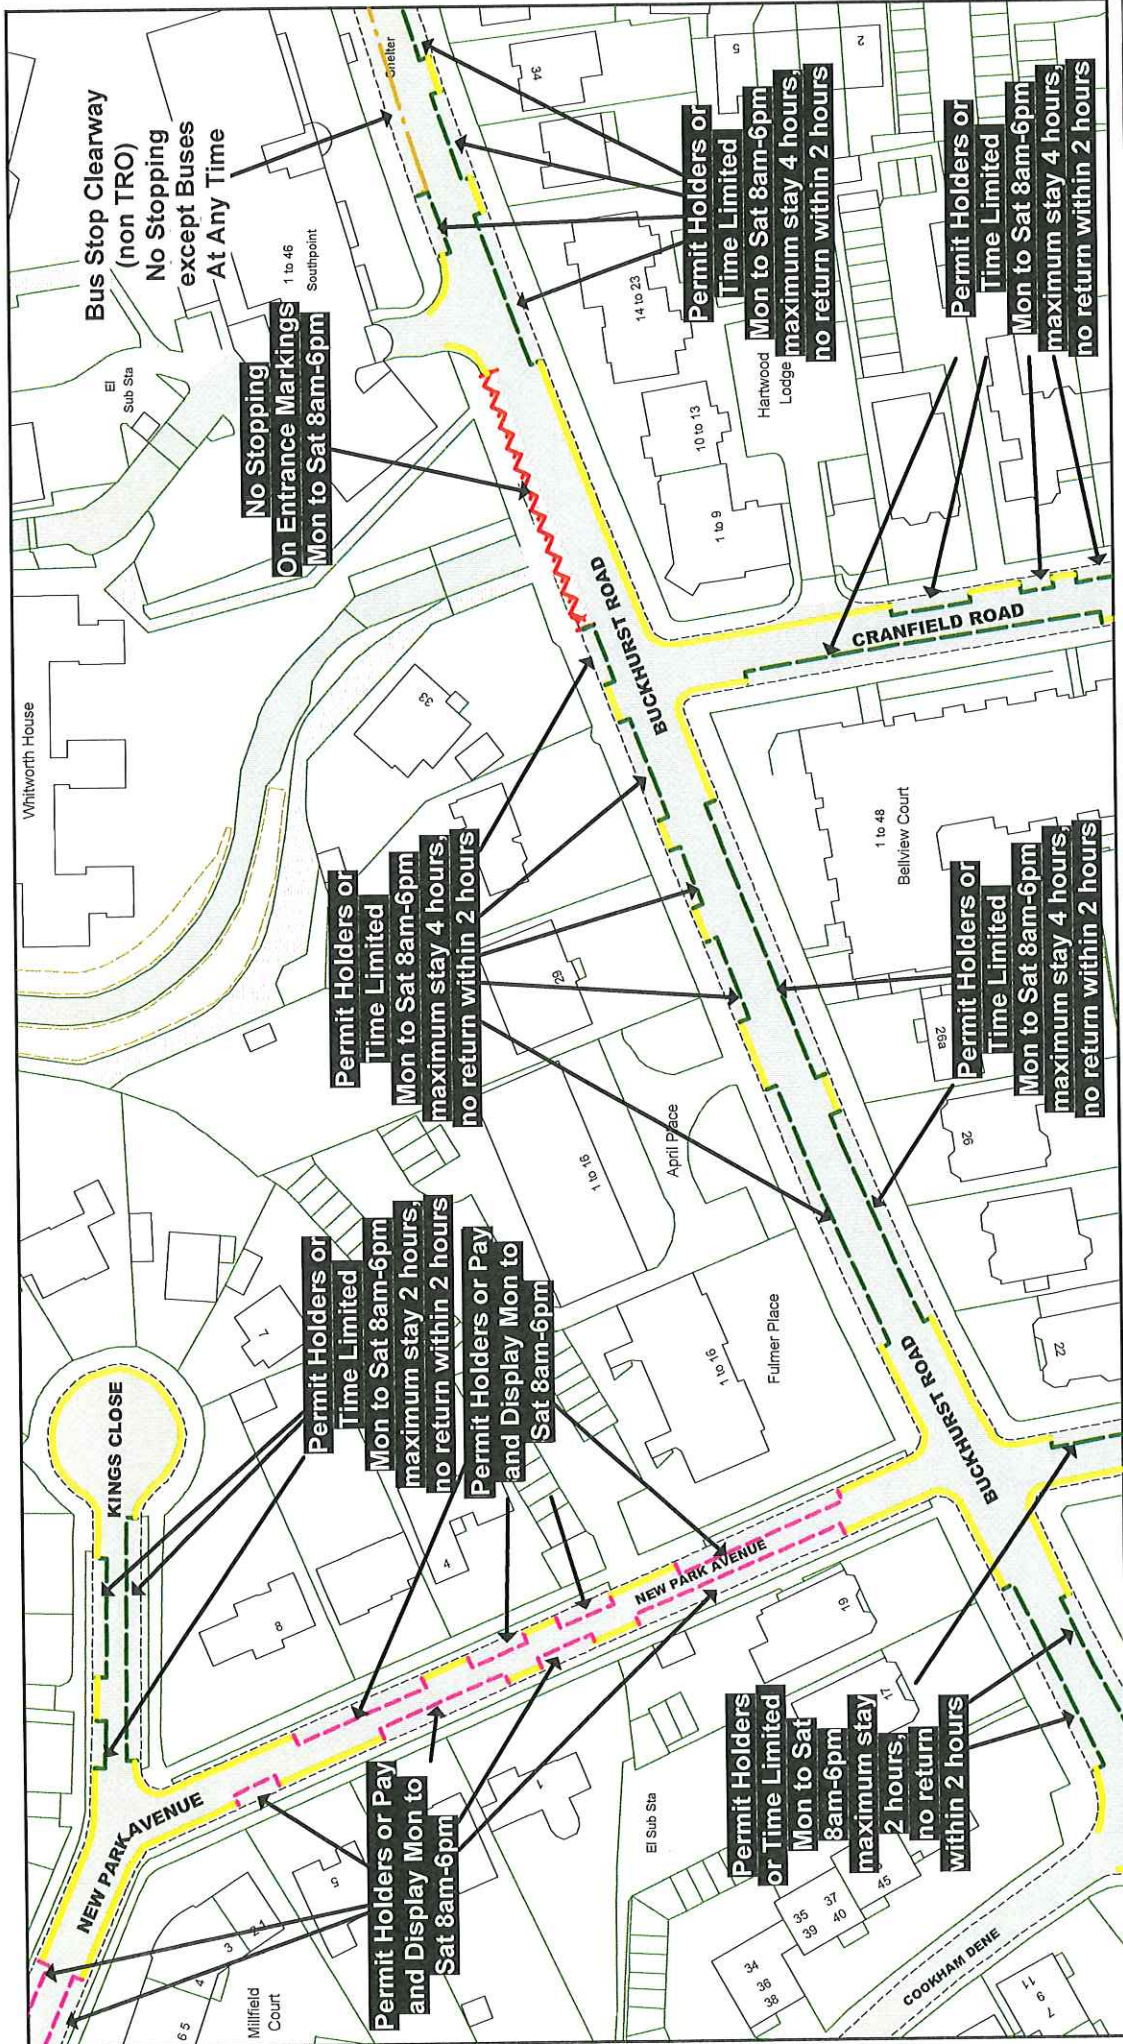 Bus Stop Clearway
(non TRO)
No Stopping
except Buses
At Any Time
No Stopping
On Entrance Markings
Mon to Sat 8am-6pm
Whitworth House
El
Sub Sta
1 to 46
Southpoint
Shelter
34
5
2
33
KINGS CLOSE
7
Permit Holders or
Time Limited
Mon to Sat 8am-6pm
maximum stay 2 hours,
no return within 2 hours
Permit Holders or
Time Limited
Mon to Sat 8am-6pm
maximum stay 4 hours,
no return within 2 hours
Permit Holders or
Time Limited
Mon to Sat 8am-6pm
maximum stay 4 hours,
no return within 2 hours
Permit Holders or Pay
and Display Mon to
Sat 8am-6pm
29
1 to 16
April Place
BUCKHURST ROAD
14 to 23
10 to 13
1 to 9
Hartwood
Lodge
NEW PARK AVENUE
8
4
1 to 16
Fulmer Place
CRANFIELD ROAD
Permit Holders or
Time Limited
Mon to Sat 8am-6pm
maximum stay 4 hours,
no return within 2 hours
1 to 48
Bellview Court
Millfield
Court
6 5
4
3
2 1
5
Permit Holders or Pay
and Display Mon to
Sat 8am-6pm
1
El Sub Sta
NEW PARK AVENUE
19
17
BUCKHURST ROAD
BUCKHURST ROAD
22
26
26a
Permit Holders or
Time Limited
Mon to Sat 8am-6pm
maximum stay 4 hours,
no return within 2 hours
Permit Holders
or Time Limited
Mon to Sat
8am-6pm
maximum stay
2 hours,
no return
within 2 hours
34
36
38
35
39
37
40
45
COOKHAM DENE
7
9
11